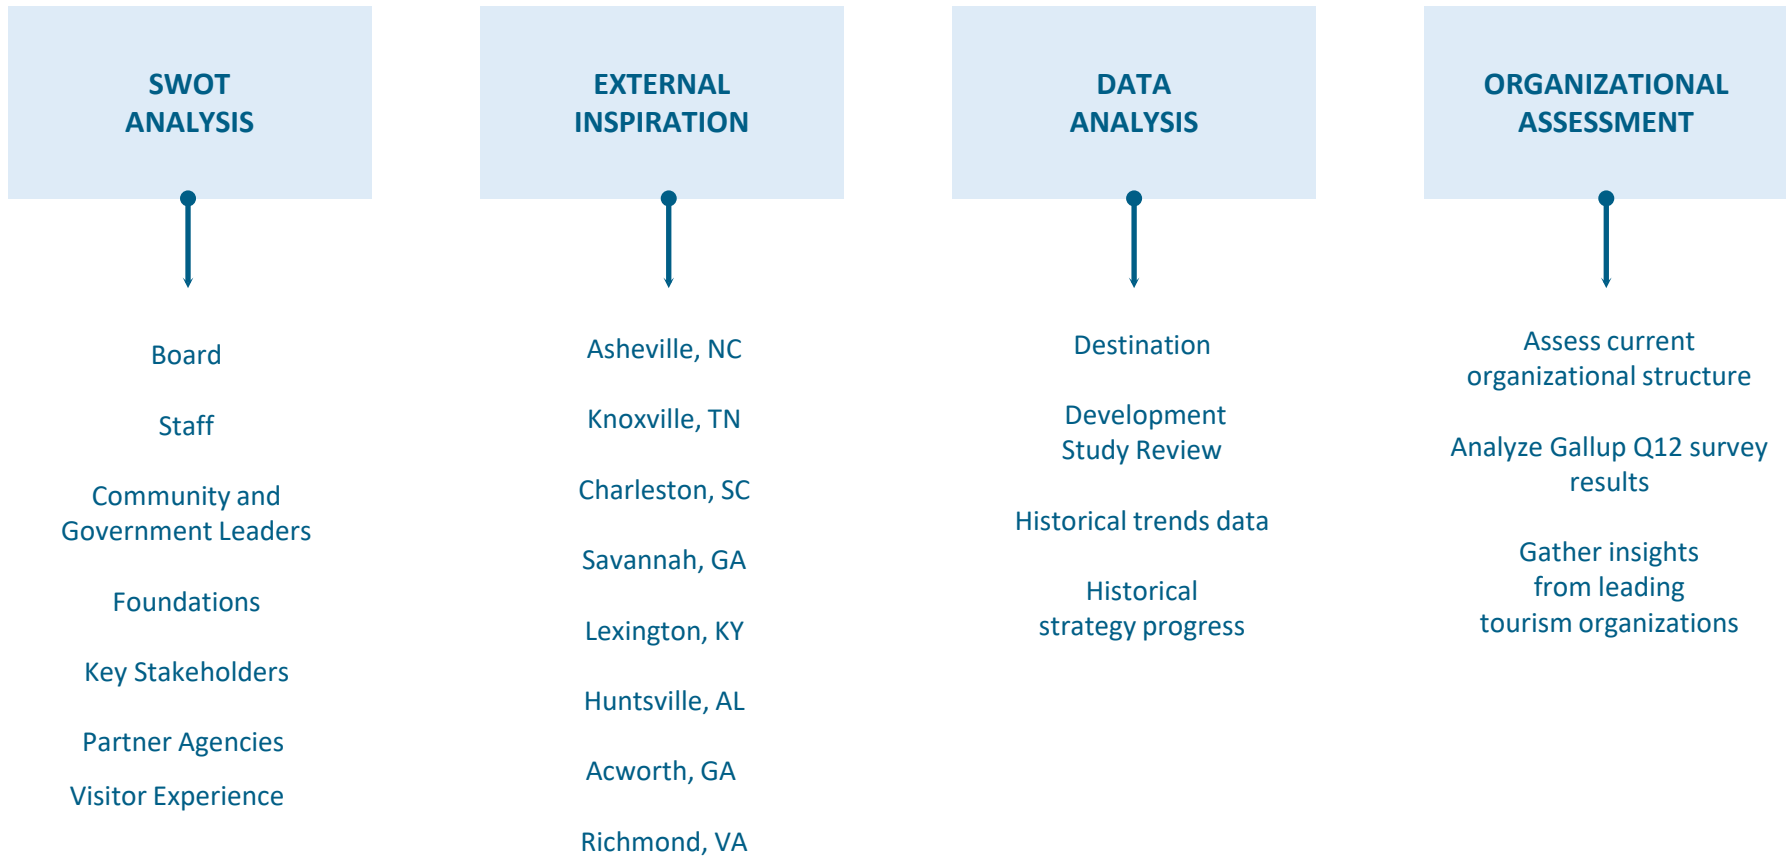 SWOT
ANALYSIS
Board
Staff
Community and
Government Leaders
Foundations
Key Stakeholders
Partner Agencies
Visitor Experience
EXTERNAL
INSPIRATION
Asheville, NC
Knoxville, TN
Charleston, SC
Savannah, GA
Lexington, KY
Huntsville, AL
Acworth, GA
Richmond, VA
DATA
ANALYSIS
Destination
Development
Study Review
Historical trends data
Historical
strategy progress
ORGANIZATIONAL
ASSESSMENT
Assess current
organizational structure
Analyze Gallup Q12 survey
results
Gather insights
from leading
tourism organizations